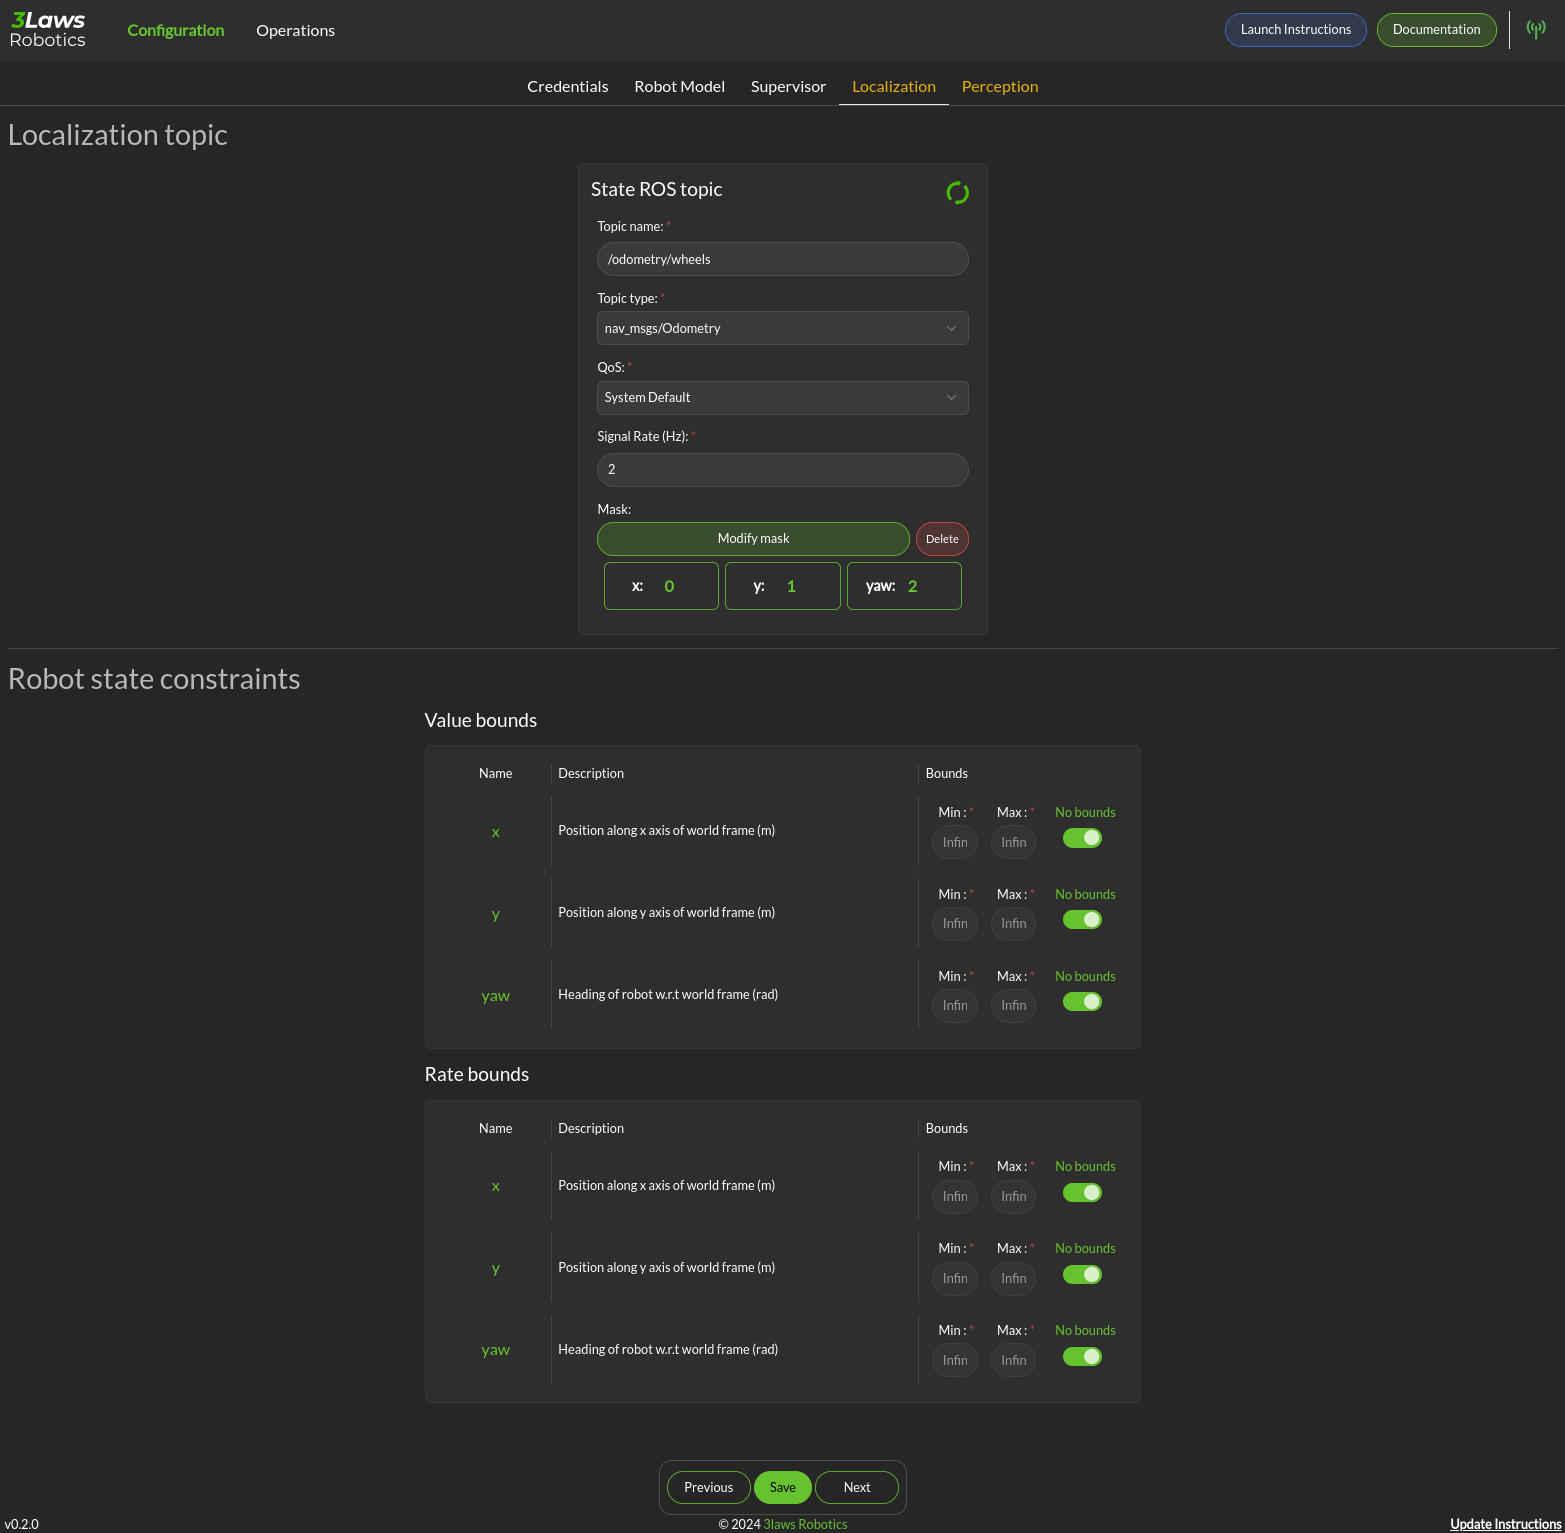 3Laws
Robotics
Configuration
Operations
Launch Instructions
Documentation
Credentials
Robot Model
Supervisor
Localization
Perception
Localization topic
State ROS topic
Topic name: *
/odometry/wheels
Topic type: *
nav_msgs/Odometry
QoS: *
System Default
Signal Rate (Hz): *
2
Mask:
Modify mask
Delete
x: 0
y: 1
yaw: 2
Robot state constraints
Value bounds
Name Description Bounds
Min : * Max : * No bounds
x Position along x axis of world frame (m)
Infin Infin
Min : * Max : * No bounds
y Position along y axis of world frame (m)
Infin Infin
Min : * Max : * No bounds
yaw Heading of robot w.r.t world frame (rad)
Infin Infin
Rate bounds
Name Description Bounds
Min : * Max : * No bounds
x Position along x axis of world frame (m)
Infin Infin
Min : * Max : * No bounds
y Position along y axis of world frame (m)
Infin Infin
Min : * Max : * No bounds
yaw Heading of robot w.r.t world frame (rad)
Infin Infin
Previous
Save
Next
v0.2.0
© 2024 3laws Robotics
Update Instructions